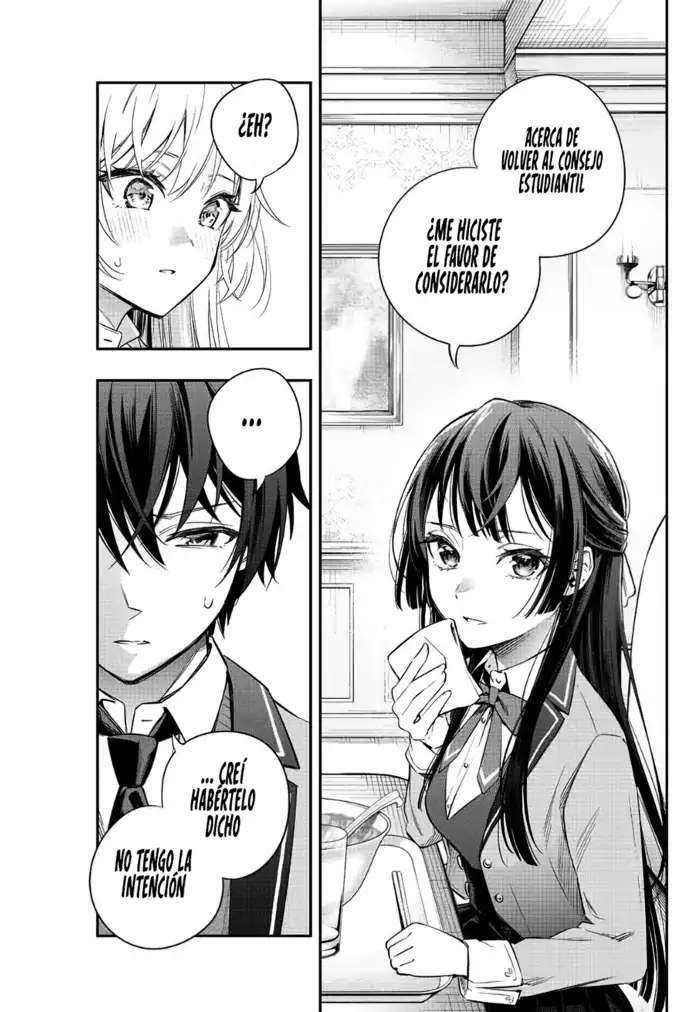 ACERCA DE
VOLVER AL CONSEJO
ESTUDIANTIL
¿ME HICISTE
EL FAVOR DE
CONSIDERARLO?
¿EH?
...
... CREÍ
HABÉRTELO
DICHO
NO TENGO LA
INTENCIÓN